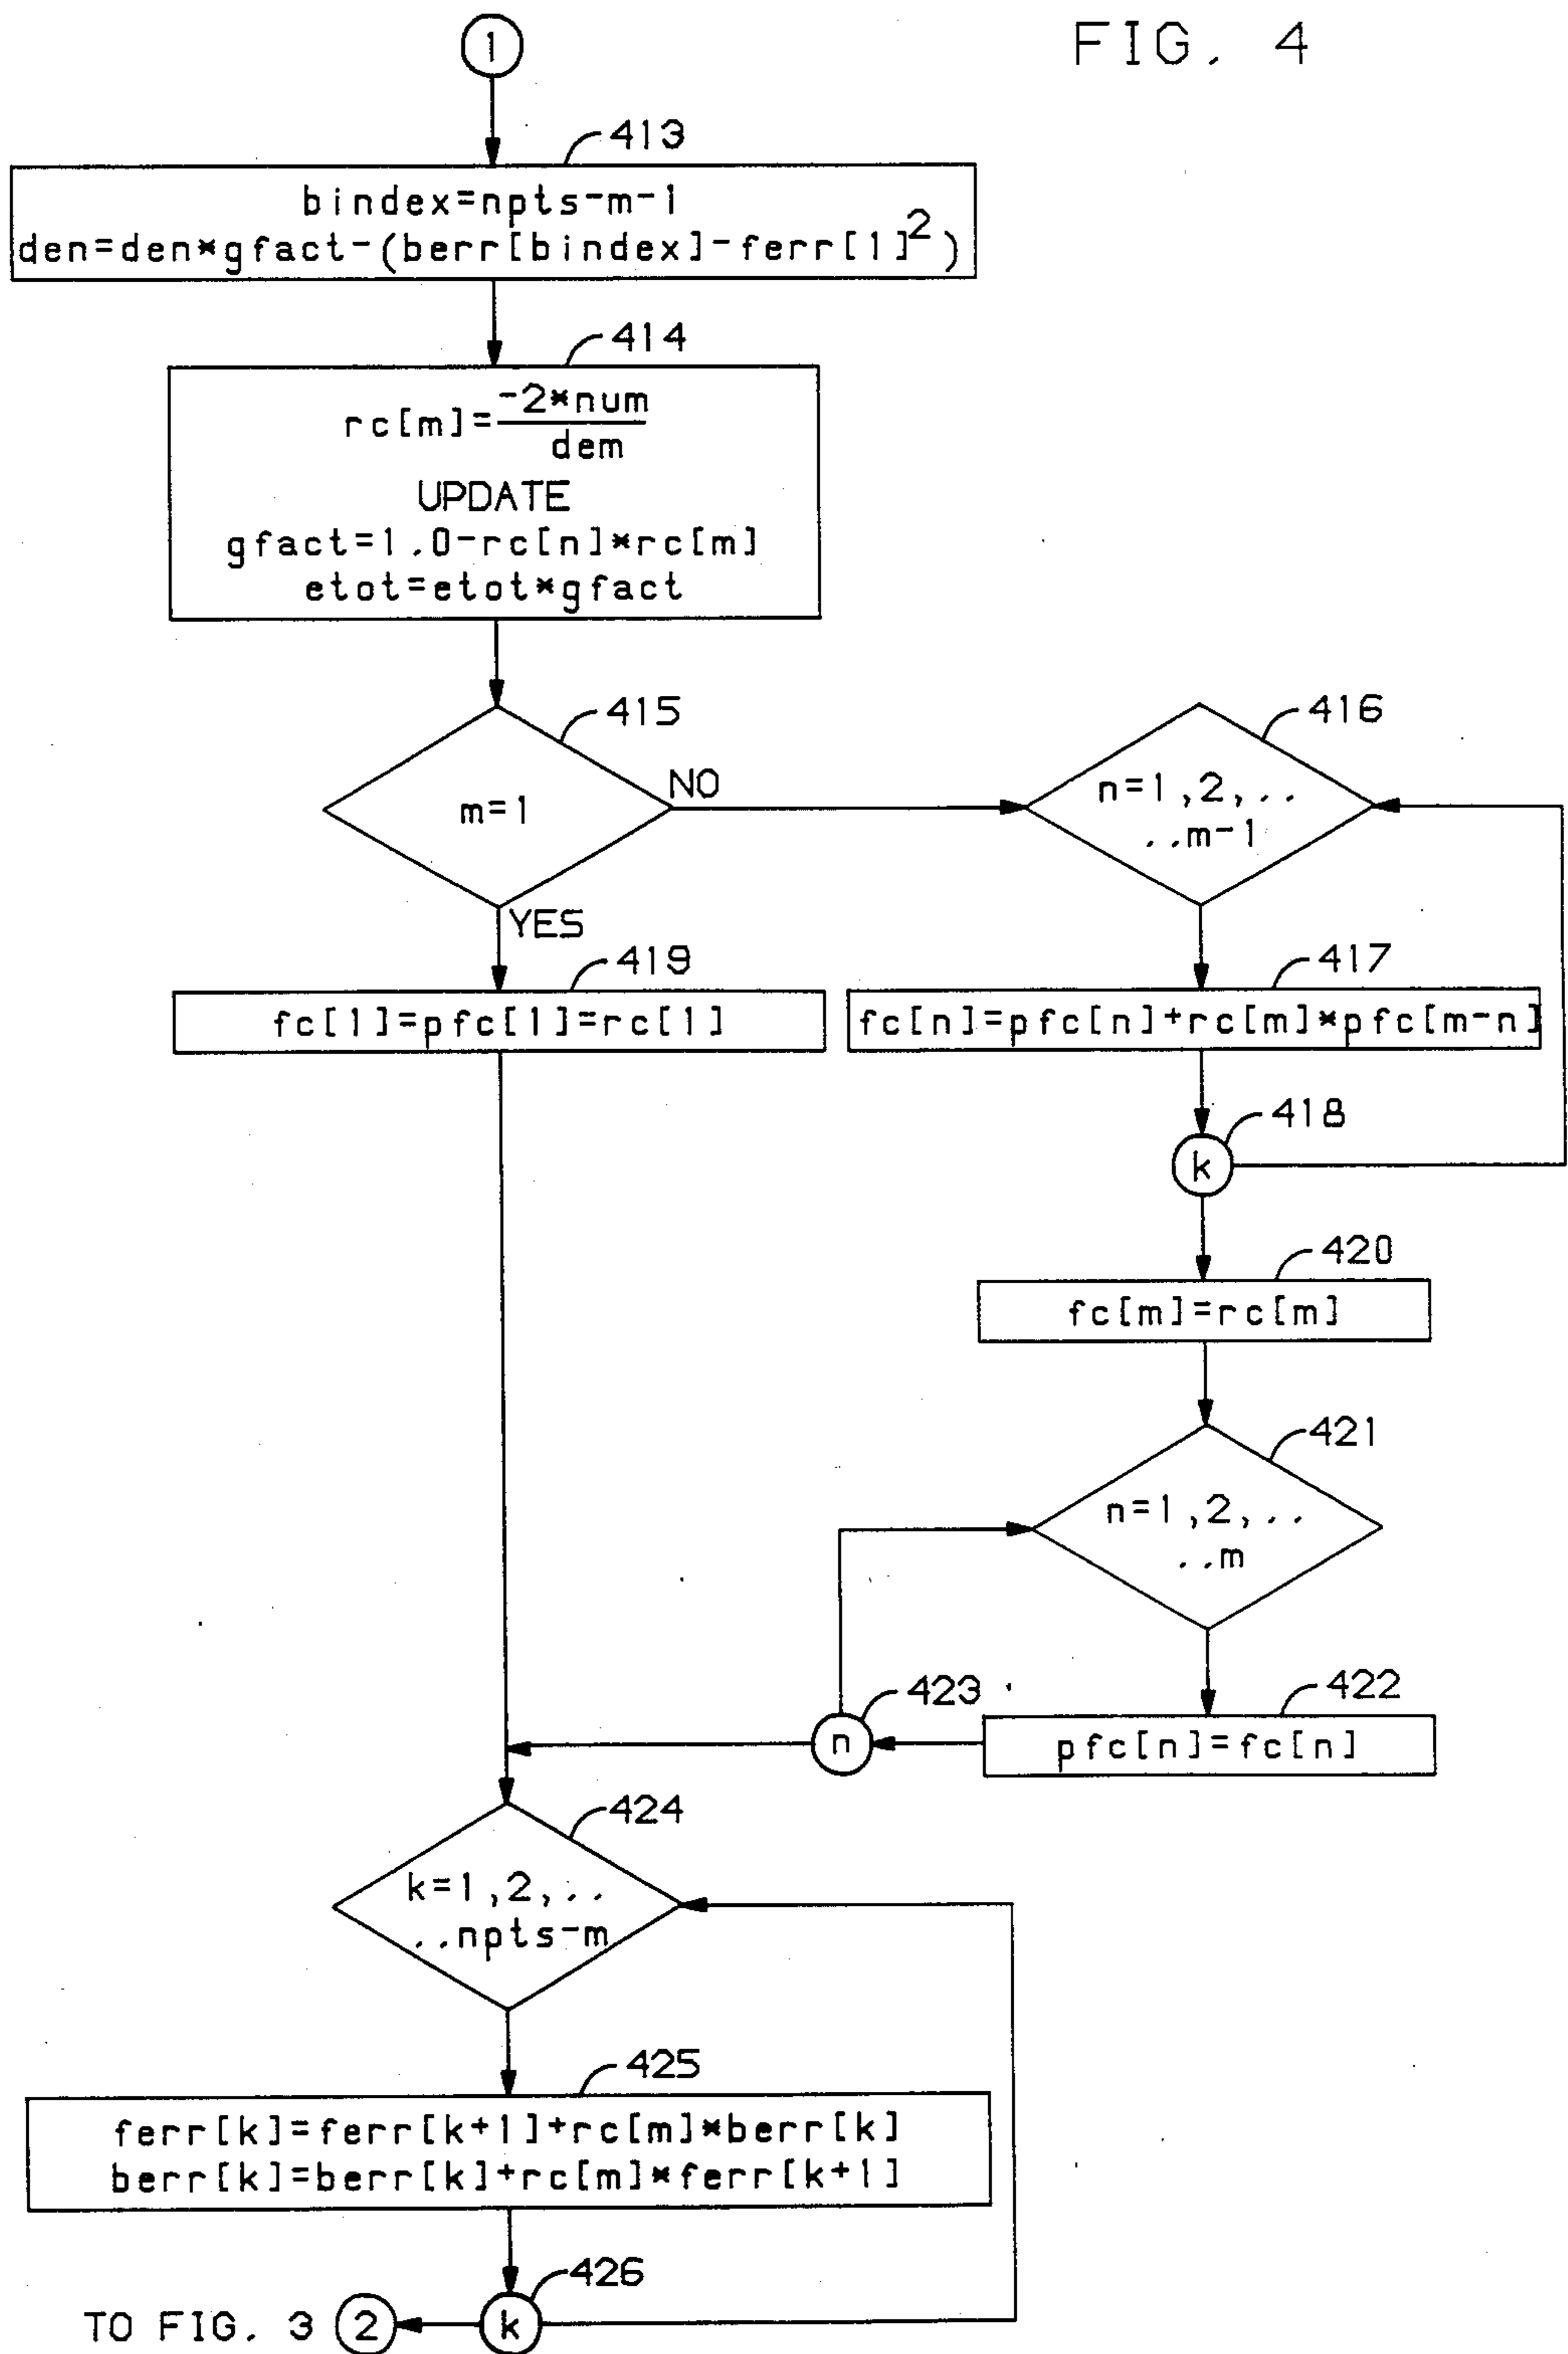 FIG. 4
1
413
bindex=npts-m-1
den=den*gfact-(berr[bindex]-ferr[1]²)
414
rc[m]=-2*num
dem
UPDATE
gfact=1.0-rc[n]*rc[m]
etot=etot*gfact
415
m=1
NO
YES
416
n=1,2,..
..m-1
419
fc[1]=pfc[1]=rc[1]
417
fc[n]=pfc[n]+rc[m]*pfc[m-n]
418
k
420
fc[m]=rc[m]
421
n=1,2,..
..m
422
pfc[n]=fc[n]
423
n
424
k=1,2,..
..npts-m
425
ferr[k]=ferr[k+1]+rc[m]*berr[k]
berr[k]=berr[k]+rc[m]*ferr[k+1]
426
k
TO FIG. 3 2